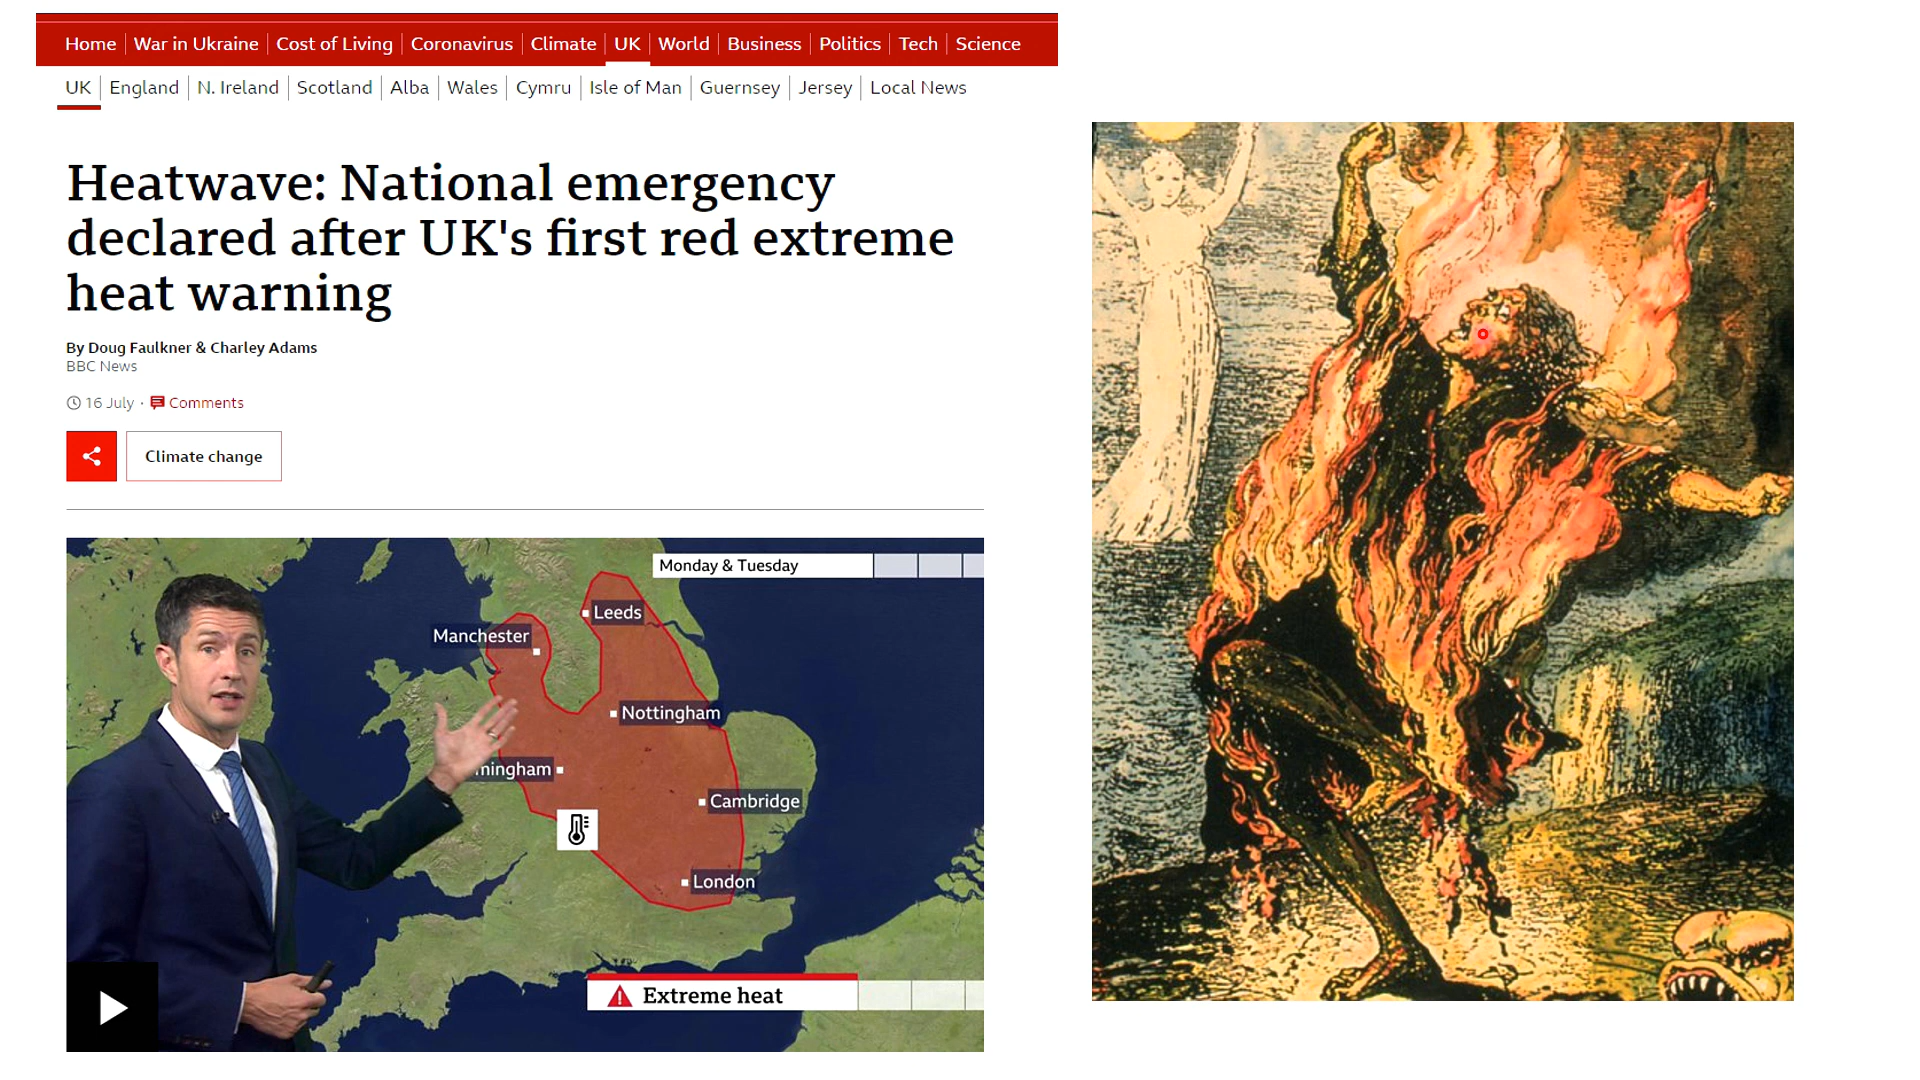 Home War in Ukraine Cost of Living Coronavirus Climate UK World Business Politics Tech Science
UK England N. Ireland Scotland Alba Wales Cymru Isle of Man Guernsey Jersey Local News
Heatwave: National emergency
declared after UK's first red extreme
heat warning
By Doug Faulkner & Charley Adams
BBC News
16 July · Comments
Climate change
Monday & Tuesday
Leeds
Manchester
Nottingham
mingham
Cambridge
London
Extreme heat